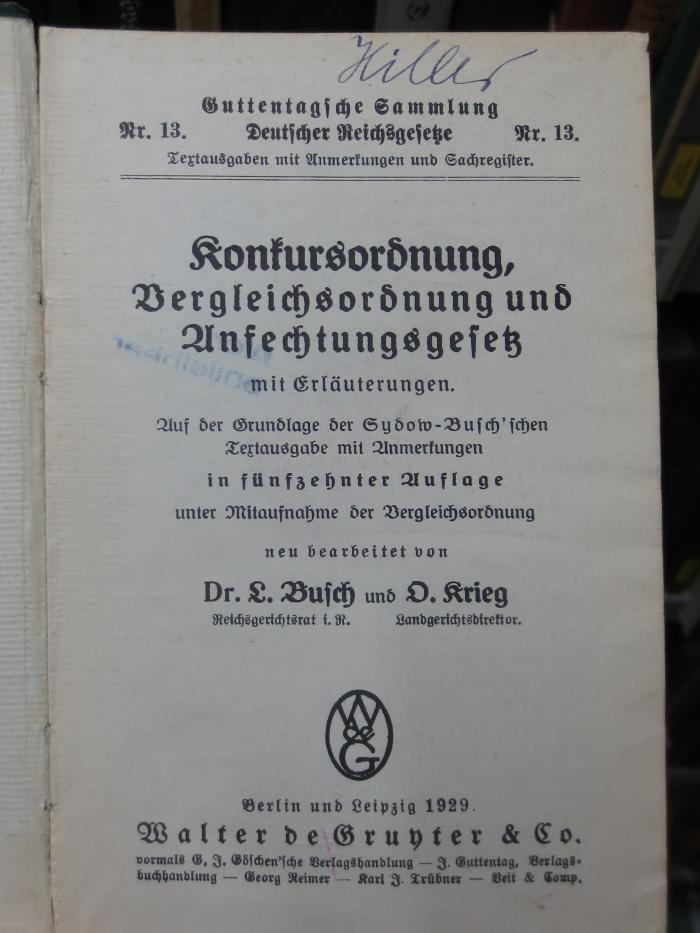 Hiller
Guttentagsche Sammlung
Nr. 13. Deutscher Reichsgesetze Nr. 13.
Textausgaben mit Anmerkungen und Sachregister.
Konkursordnung,
Vergleichsordnung und
Anfechtungsgesetz
mit Erläuterungen.
Auf der Grundlage der Sydow-Busch'schen
Textausgabe mit Anmerkungen
in fünfzehnter Auflage
unter Mitaufnahme der Vergleichsordnung
neu bearbeitet von
Dr. L. Busch und O. Krieg
Reichsgerichtsrat i. R. Landgerichtsdirektor.
W
de
G
Berlin und Leipzig 1929.
Walter de Gruyter & Co.
vormals G. J. Göschen'sche Verlagshandlung — J. Guttentag, Verlags-
buchhandlung — Georg Reimer — Karl J. Trübner — Veit & Comp.